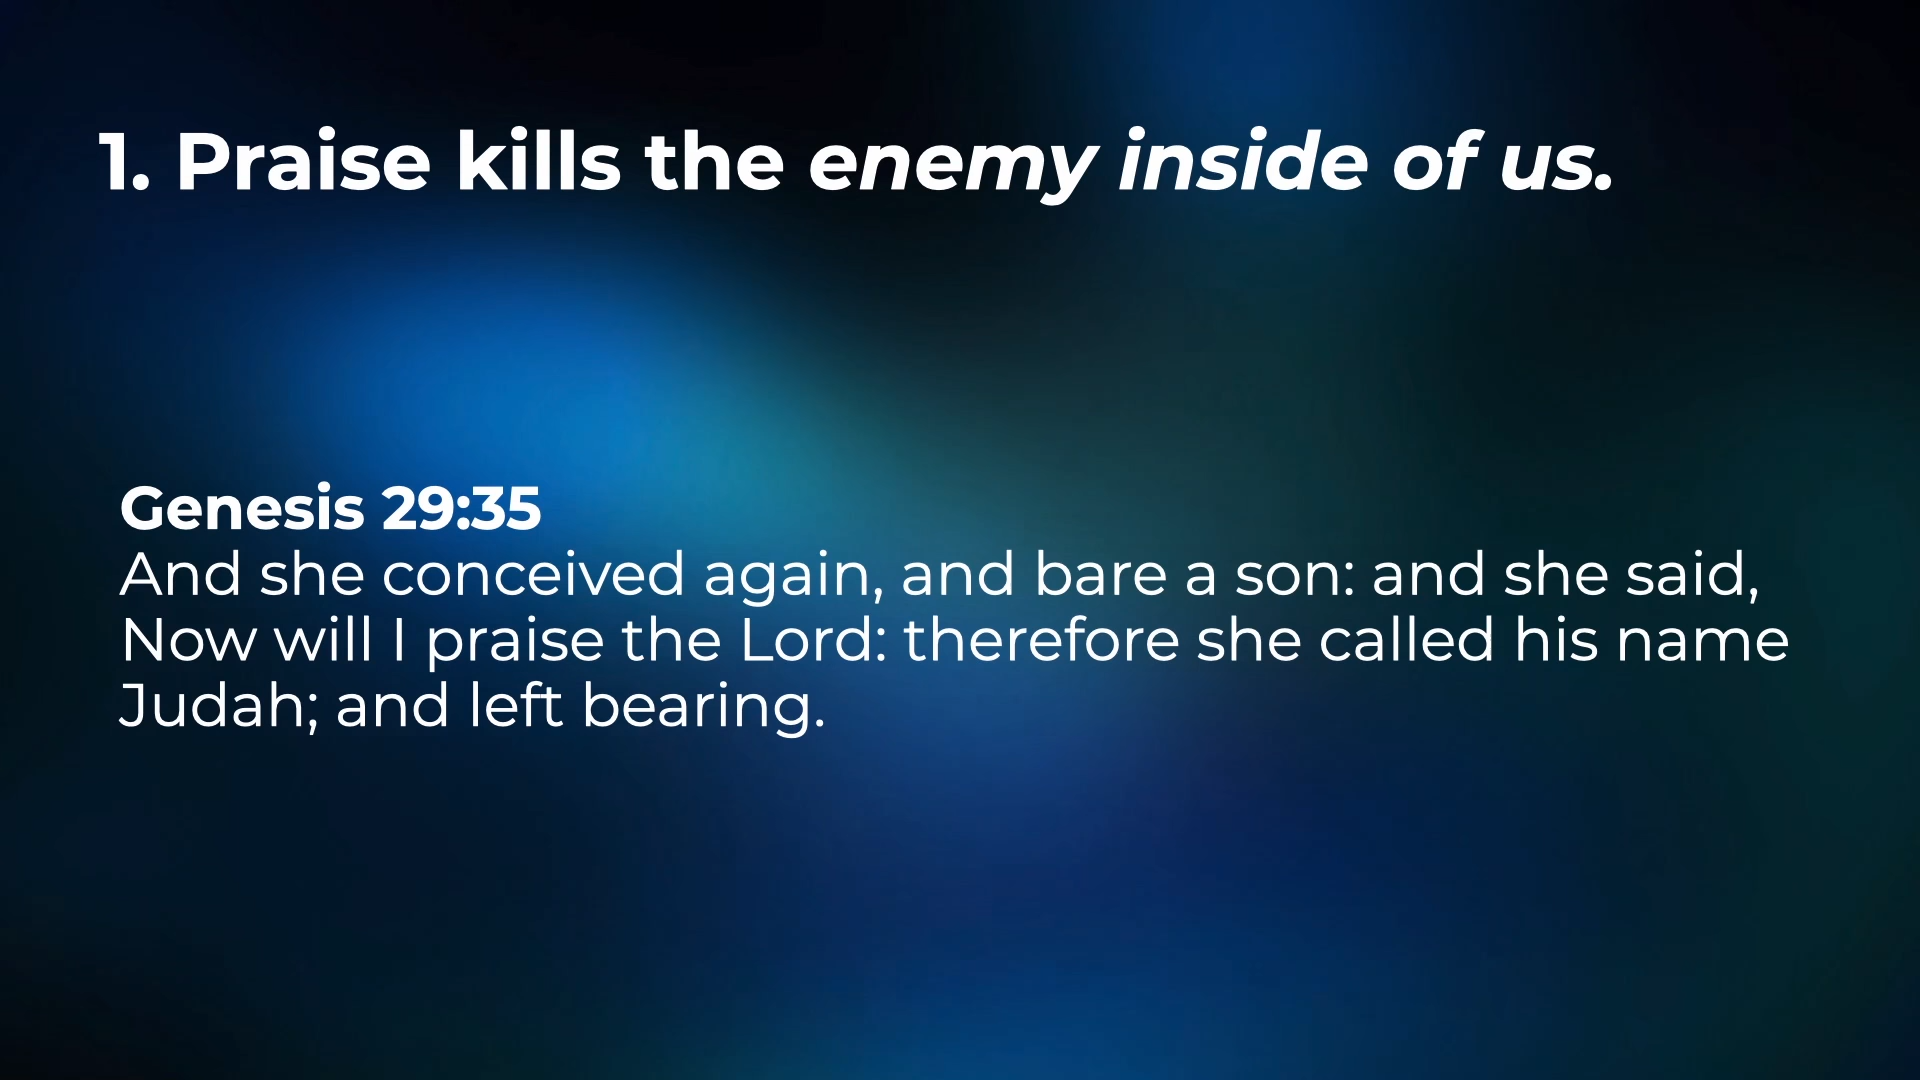 1. Praise kills the enemy inside of us.
Genesis 29:35
And she conceived again, and bare a son: and she said,
Now will I praise the Lord: therefore she called his name
Judah; and left bearing.